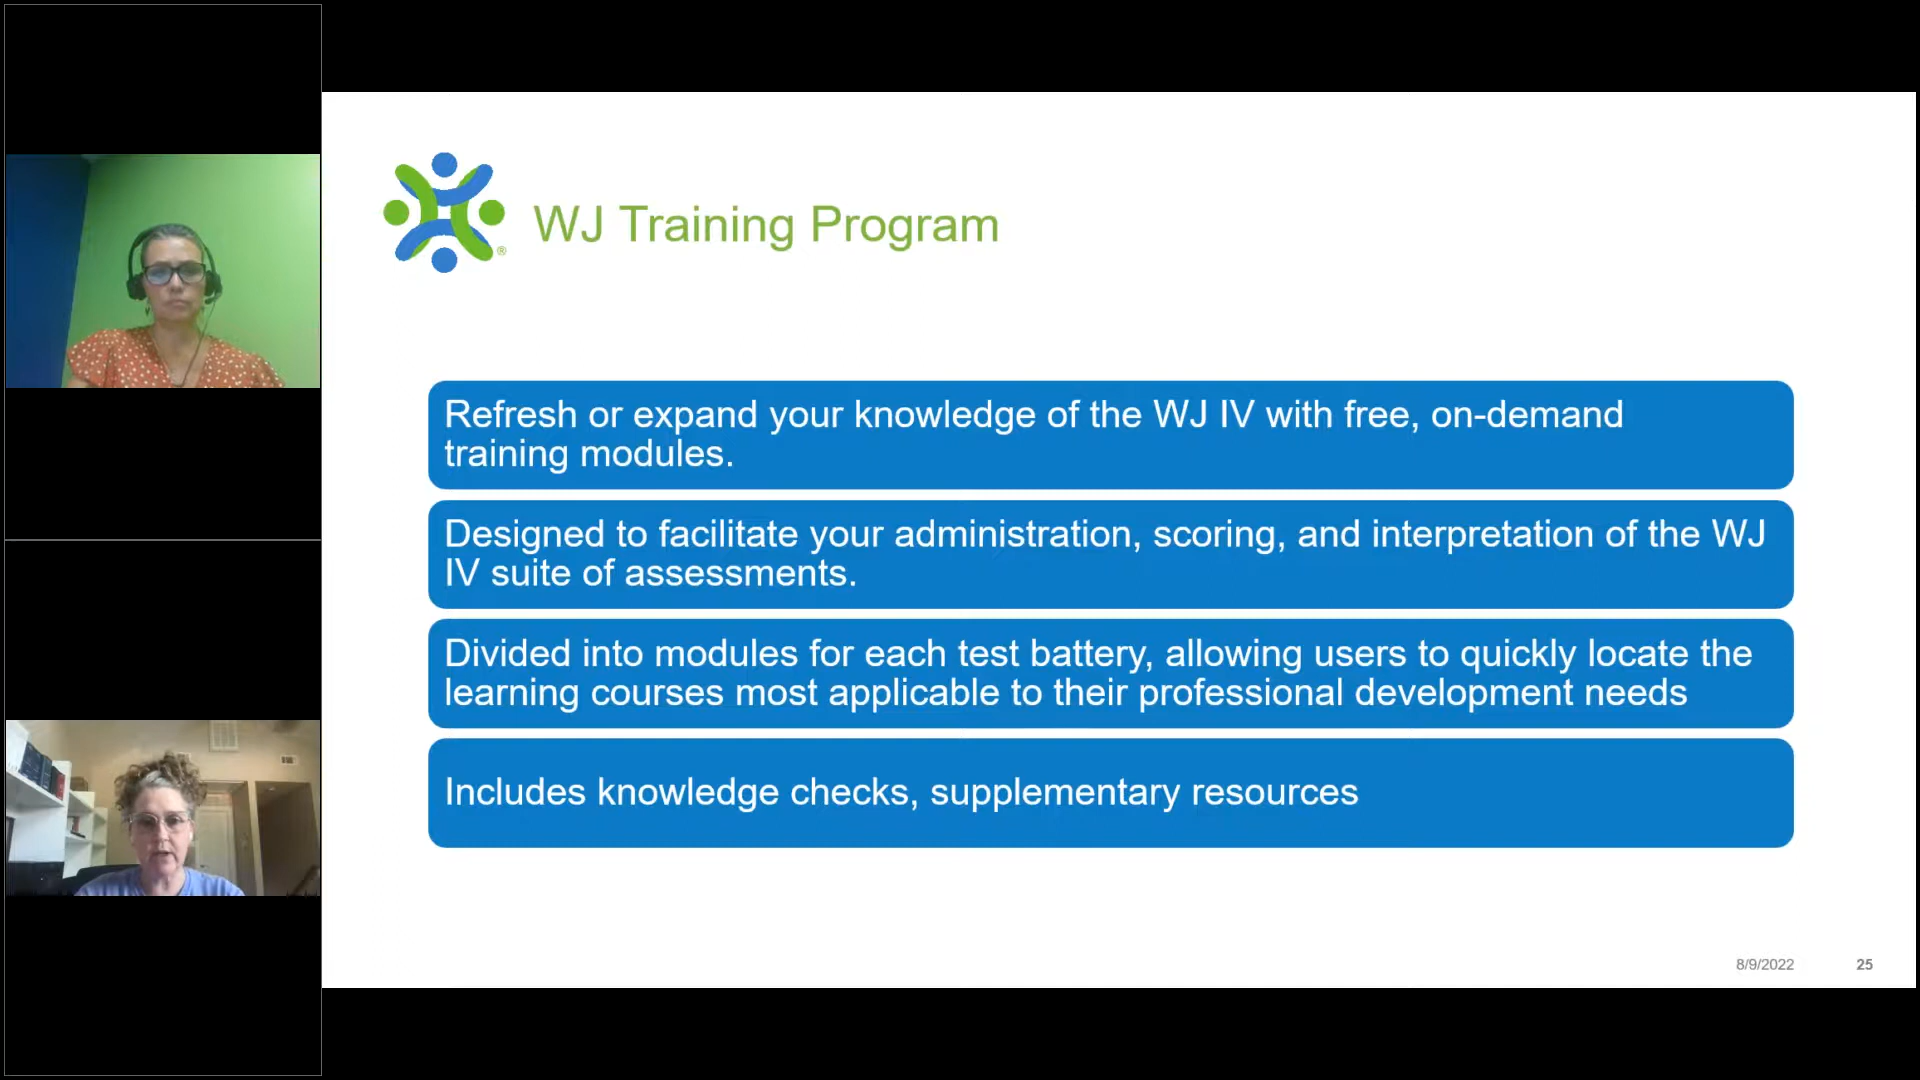 WJ Training Program
®
Refresh or expand your knowledge of the WJ IV with free, on-demand
training modules.
Designed to facilitate your administration, scoring, and interpretation of the WJ
IV suite of assessments.
Divided into modules for each test battery, allowing users to quickly locate the
learning courses most applicable to their professional development needs
Includes knowledge checks, supplementary resources
8/9/2022
25